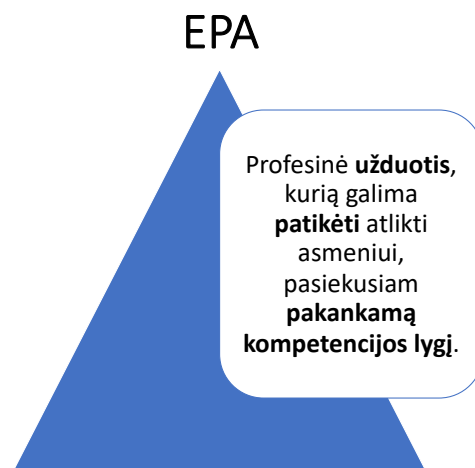 EPA
Profesinė užduotis,
kurią galima
patikėti atlikti
asmeniui,
pasiekusiam
pakankamą
kompetencijos lygį.